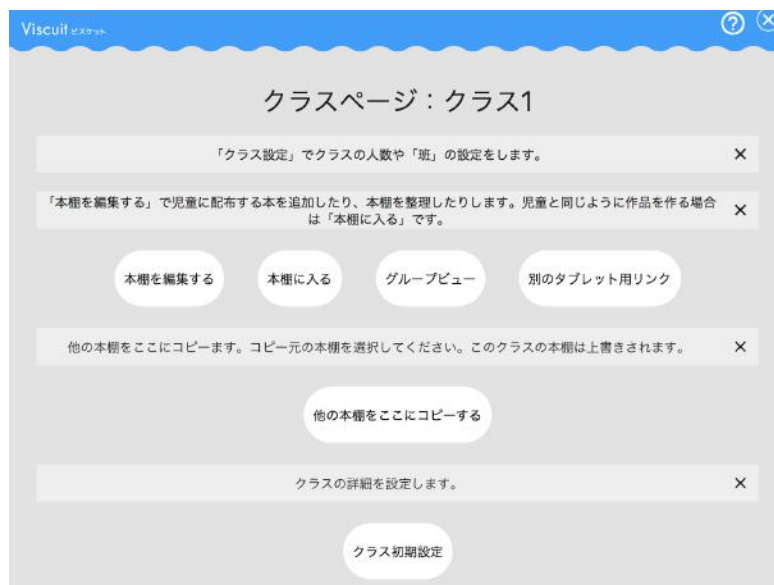 Viscuit ビスケット
?
クラスページ：クラス1
「クラス設定」でクラスの人数や「班」の設定をします。 ×
「本棚を編集する」で児童に配布する本を追加したり、本棚を整理したりします。児童と同じように作品を作る場合
は「本棚に入る」です。 ×
本棚を編集する 本棚に入る グループビュー 別のタブレット用リンク
他の本棚をここにコピーます。コピー元の本棚を選択してください。このクラスの本棚は上書きされます。 ×
他の本棚をここにコピーする
クラスの詳細を設定します。 ×
クラス初期設定